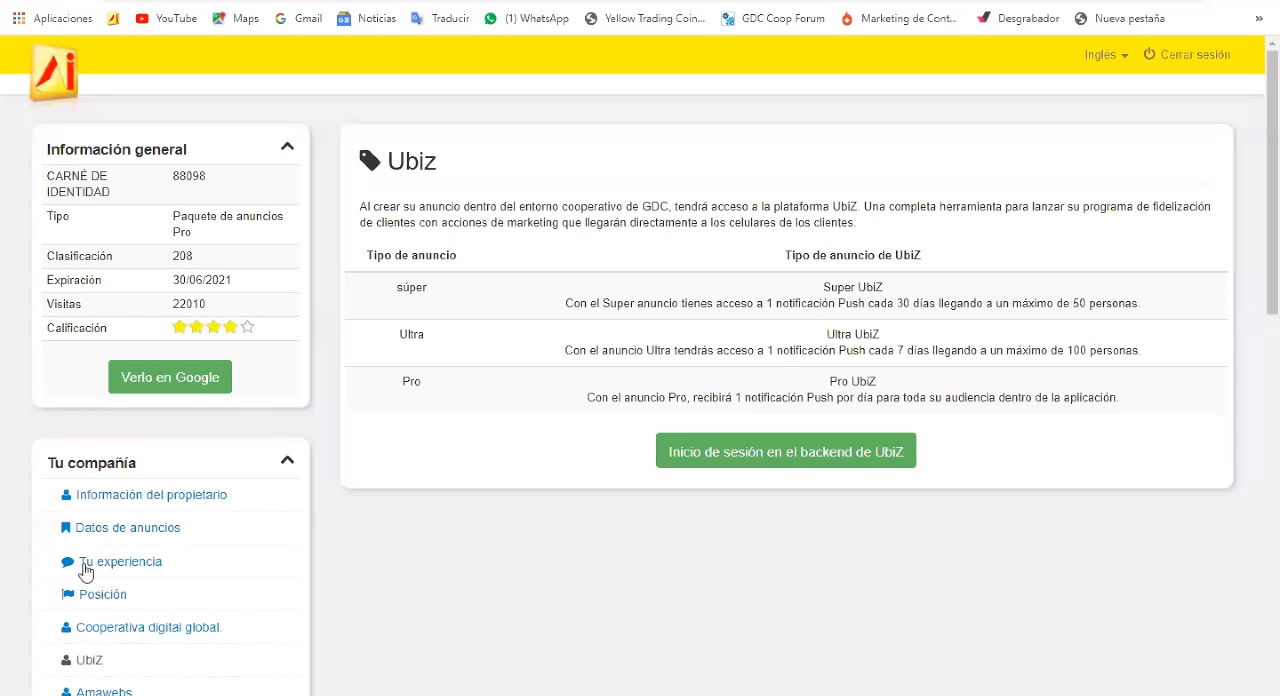 Aplicaciones YouTube Maps Gmail Noticias Traducir (1) WhatsApp Yellow Trading Coin... GDC Coop Forum Marketing de Cont... Desgrabador Nueva pestaña »
Ai
Inglés Cerrar sesión
Información general
CARNÉ DE IDENTIDAD 88098
Tipo Paquete de anuncios Pro
Clasificación 208
Expiración 30/06/2021
Visitas 22010
Calificación
Verlo en Google
Tu compañía
Información del propietario
Datos de anuncios
Tu experiencia
Posición
Cooperativa digital global.
UbiZ
Amawebs
Ubiz
Al crear su anuncio dentro del entorno cooperativo de GDC, tendrá acceso a la plataforma UbiZ. Una completa herramienta para lanzar su programa de fidelización
de clientes con acciones de marketing que llegarán directamente a los celulares de los clientes.
Tipo de anuncio Tipo de anuncio de UbiZ
súper Super UbiZ
Con el Super anuncio tienes acceso a 1 notificación Push cada 30 días llegando a un máximo de 50 personas.
Ultra Ultra UbiZ
Con el anuncio Ultra tendrás acceso a 1 notificación Push cada 7 días llegando a un máximo de 100 personas.
Pro Pro UbiZ
Con el anuncio Pro, recibirá 1 notificación Push por día para toda su audiencia dentro de la aplicación.
Inicio de sesión en el backend de UbiZ